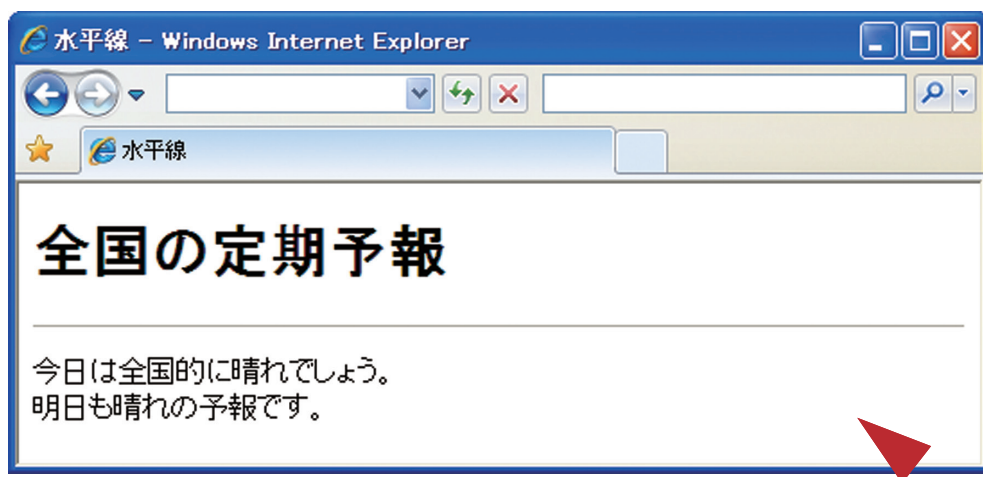 水平線 - Windows Internet Explorer
水平線
全国の定期予報
今日は全国的に晴れでしょう。
明日も晴れの予報です。